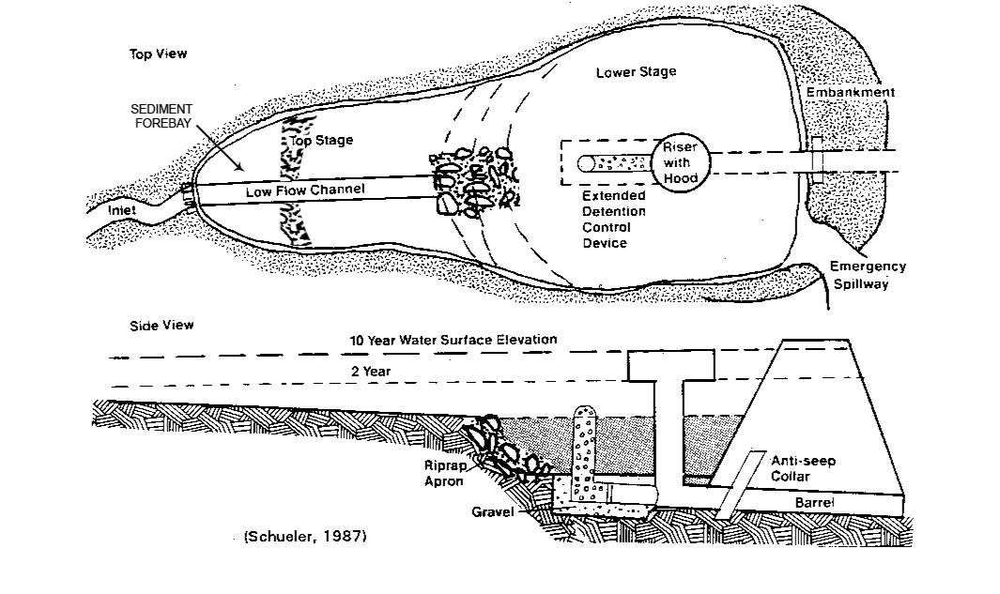 Top View
Lower Stage
SEDIMENT
FOREBAY
Embankment
Top Stage
Riser
with
Hood
Low Flow Channel
Inlet
Extended
Detention
Control
Device
Emergency
Spillway
Side View
10 Year Water Surface Elevation
2 Year
Riprap
Apron
Anti-seep
Collar
Gravel
Barrel
(Schueler, 1987)